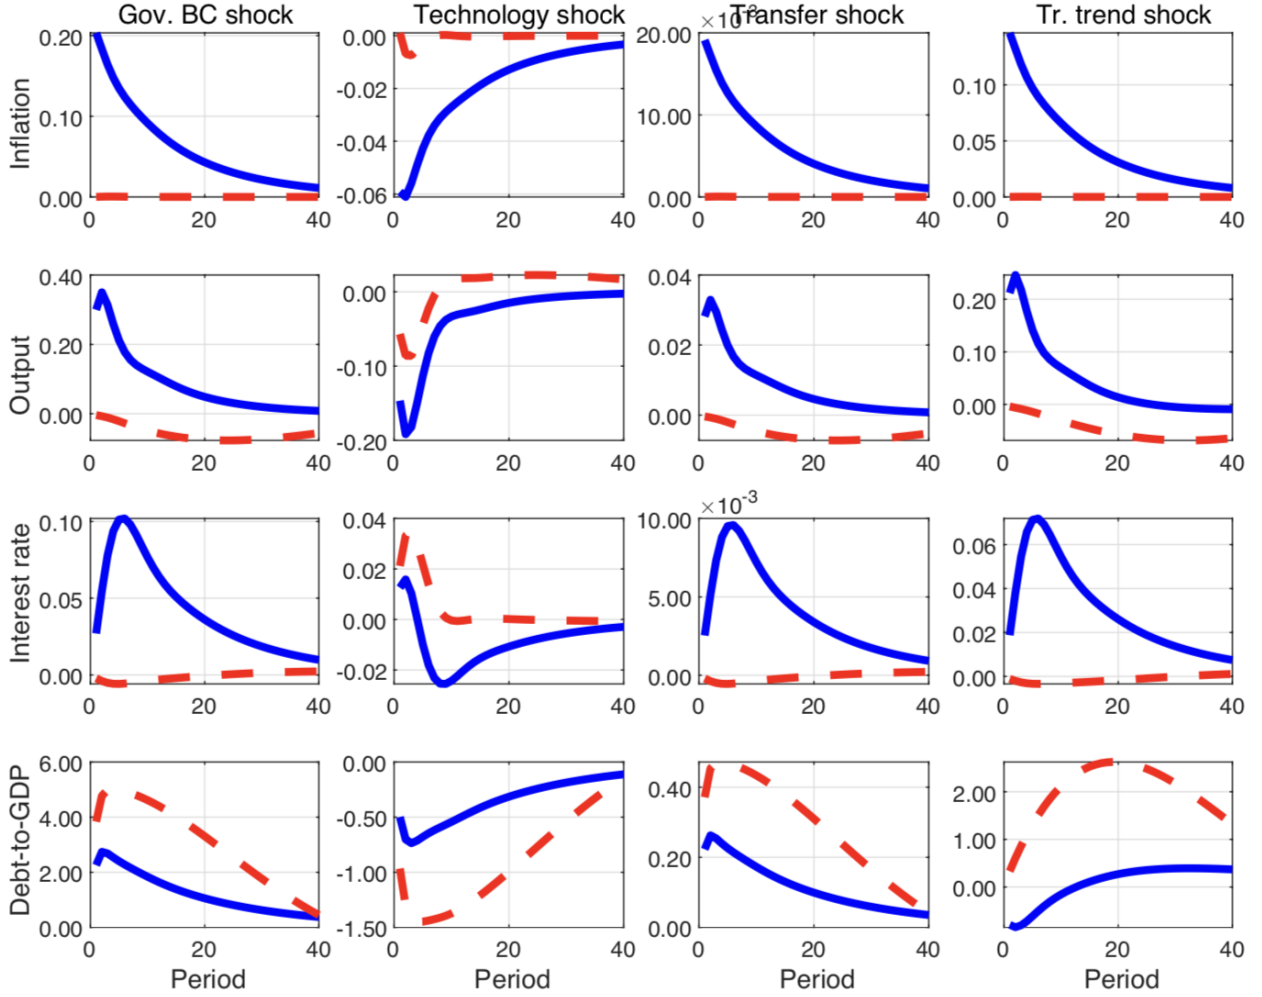 Gov. BC shock Technology shock ×10-3 Transfer shock Tr. trend shock
Inflation
0.20 0.10 0.00
0 20 40
0.00 -0.02 -0.04 -0.06
0 20 40
20.00 10.00 0.00
0 20 40
0.10 0.05 0.00
0 20 40
Output
0.40 0.20 0.00
0 20 40
0.00 -0.10 -0.20
0 20 40
0.04 0.02 0.00
0 20 40
0.20 0.10 0.00
0 20 40
Interest rate
0.10 0.05 0.00
0 20 40
0.04 0.02 0.00 -0.02
0 20 40
×10-3
10.00 5.00 0.00
0 20 40
0.06 0.04 0.02 0.00
0 20 40
Debt-to-GDP
6.00 4.00 2.00 0.00
0 20 40
Period
0.00 -0.50 -1.00 -1.50
0 20 40
Period
0.40 0.20 0.00
0 20 40
Period
2.00 1.00 0.00
0 20 40
Period